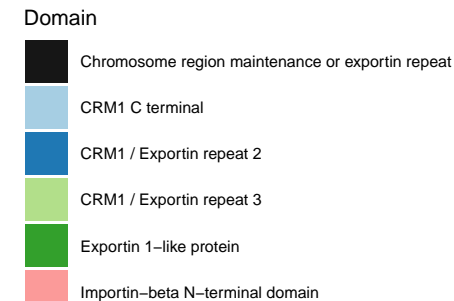 Domain
Chromosome region maintenance or exportin repeat
CRM1 C terminal
CRM1 / Exportin repeat 2
CRM1 / Exportin repeat 3
Exportin 1−like protein
Importin−beta N−terminal domain